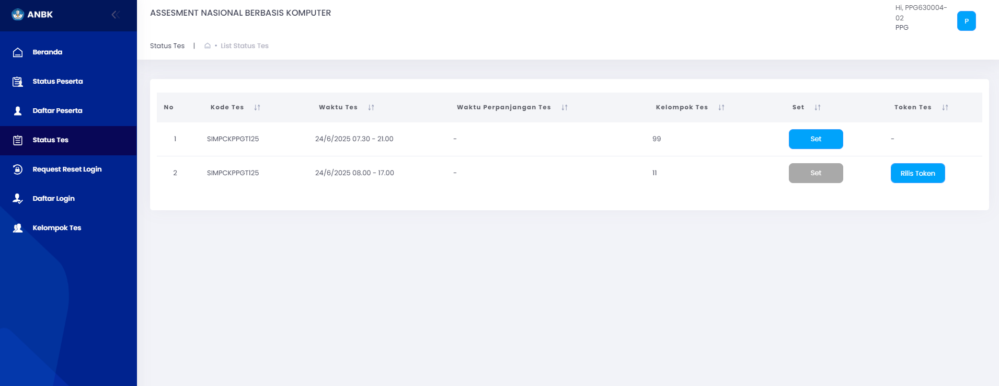 ANBK
Beranda
Status Peserta
Daftar Peserta
Status Tes
Request Reset Login
Daftar Login
Kelompok Tes
ASSESMENT NASIONAL BERBASIS KOMPUTER
Hi, PPG630004-
02
PPG
P
Status Tes | • List Status Tes
No Kode Tes Waktu Tes Waktu Perpanjangan Tes Kelompok Tes Set Token Tes
1 SIMPCKPPGT125 24/6/2025 07.30 - 21.00 - 99 Set -
2 SIMPCKPPGT125 24/6/2025 08.00 - 17.00 - 11 Set Rilis Token